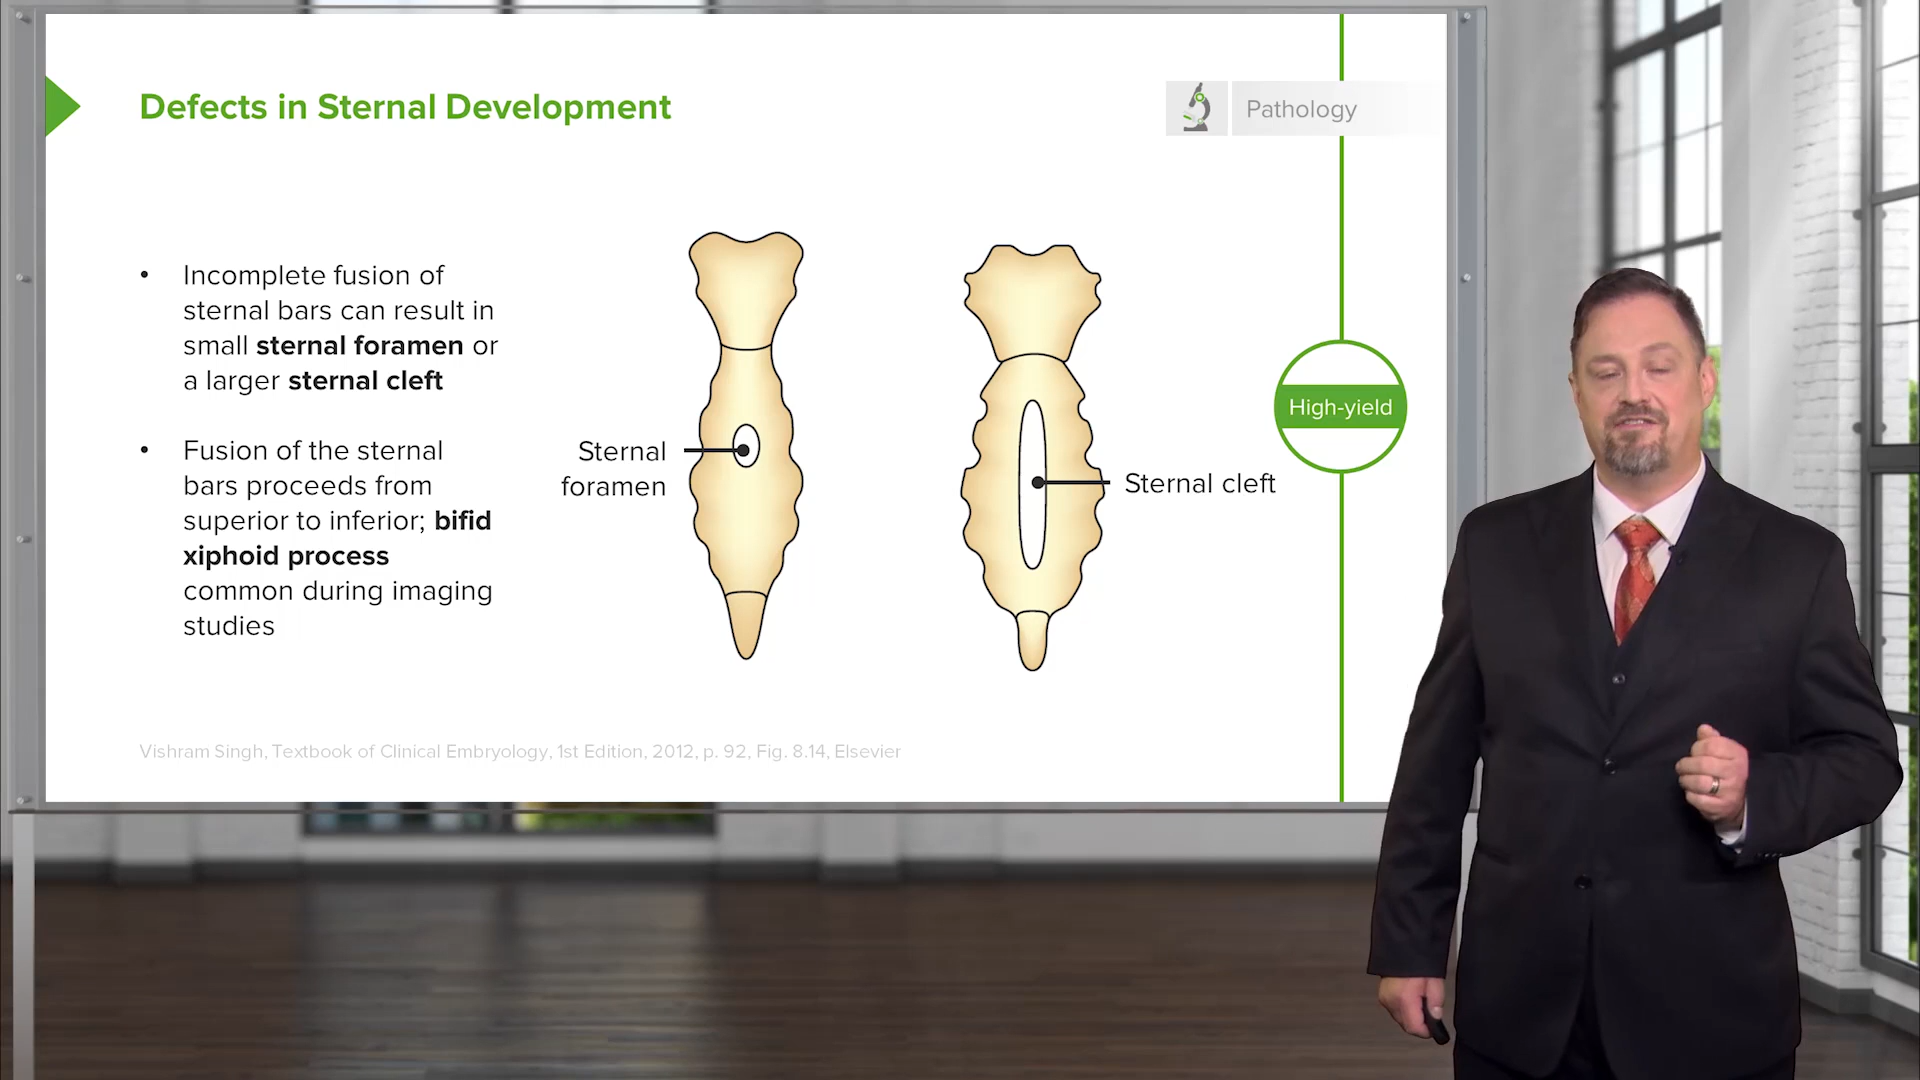 Defects in Sternal Development
Pathology
• Incomplete fusion of
sternal bars can result in
small sternal foramen or
a larger sternal cleft
• Fusion of the sternal
bars proceeds from
superior to inferior; bifid
xiphoid process
common during imaging
studies
Sternal
foramen
Sternal cleft
High-yield
Vishram Singh, Textbook of Clinical Embryology, 1st Edition, 2012, p. 92, Fig. 8.14, Elsevier